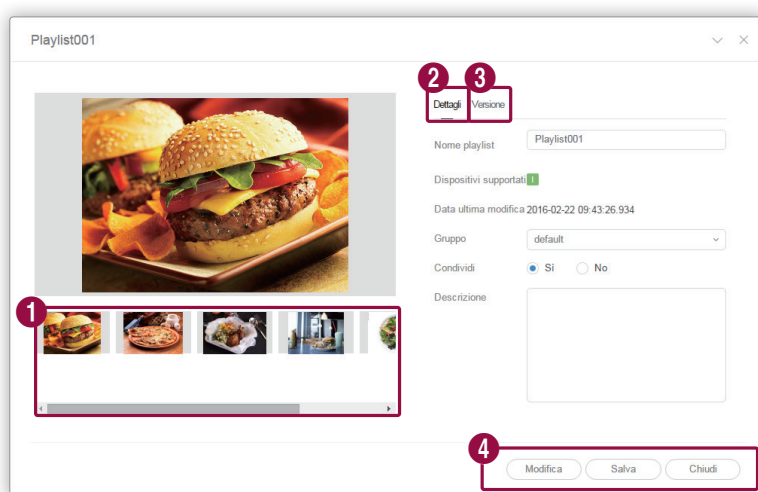 Playlist001
2 3
Dettagli Versione
Nome playlist Playlist001
Dispositivi supportati I
Data ultima modifica 2016-02-22 09:43:26.934
Gruppo default
Condividi Sì No
Descrizione
1
4
Modifica Salva Chiudi